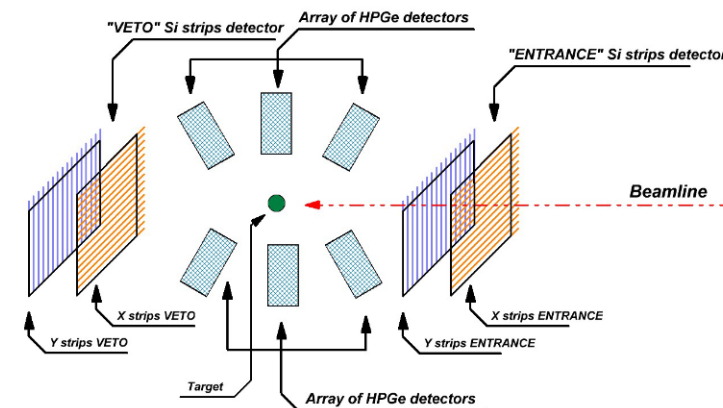 "VETO" Si strips detector
Array of HPGe detectors
"ENTRANCE" Si strips detector
Beamline
X strips VETO
Y strips VETO
X strips ENTRANCE
Y strips ENTRANCE
Target
Array of HPGe detectors